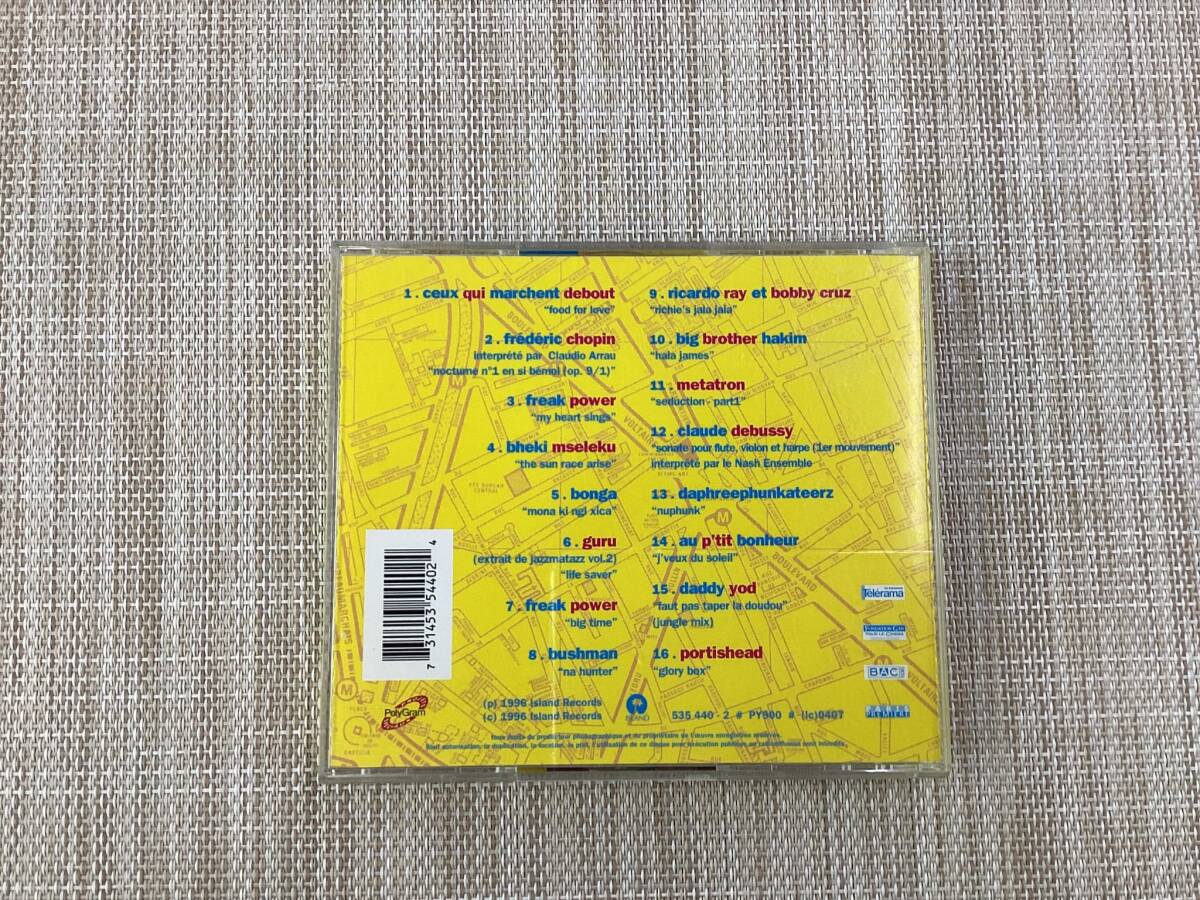 1. ceux qui marchent debout
"food for love"
2. frédéric chopin
interprété par Claudio Arrau
"nocturne n°1 en si bémol (op. 9/1)"
3. freak power
"my heart sings"
4. bheki mseleku
"the sun race arise"
5. bonga
"mona ki ngi xica"
6. guru
(extrait de jazzmatazz vol.2)
"life saver"
7. freak power
"big time"
8. bushman
"na hunter"
9. ricardo ray et bobby cruz
"richie's jala jala"
10. big brother hakim
"hala james"
11. metatron
"seduction - part1"
12. claude debussy
"sonate pour flute, violon et harpe (1er mouvement)"
interprété par le Nash Ensemble
13. daphreephunkateerz
"nuphunk"
14. au p'tit bonheur
"j'veux du soleil"
15. daddy yod
"faut pas taper la doudou"
(jungle mix)
16. portishead
"glory box"
7 31453 54402 4
PolyGram
(p) 1996 Island Records
(c) 1996 Island Records
ISLAND
535 440 - 2 # PY900 # (lc)0407
Télérama
BAC
PREMIERE
BOULEVARD
VOLTAIRE
BOULEVARD
BEAUMARCHAIS
M
M